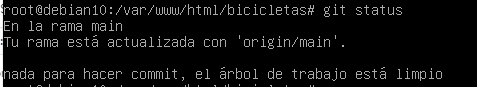 root@debian10:/var/www/html/bicicletas# git status
En la rama main
Tu rama está actualizada con 'origin/main'.
nada para hacer commit, el árbol de trabajo está limpio